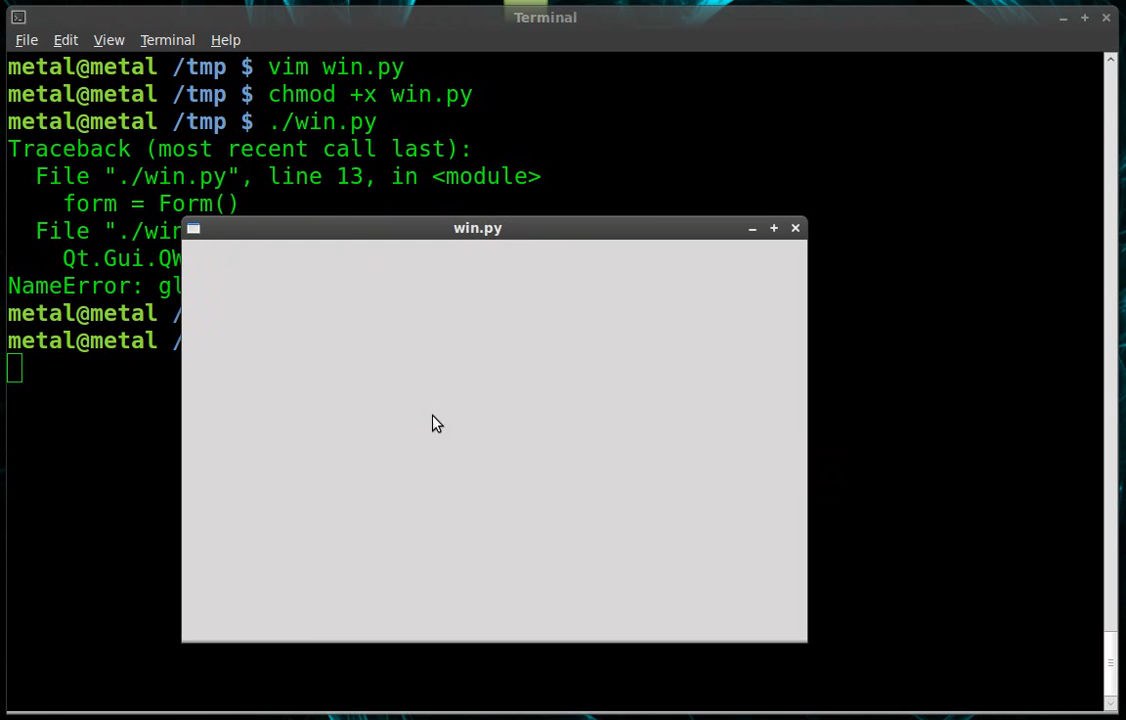 Terminal
File Edit View Terminal Help
metal@metal /tmp $ vim win.py
metal@metal /tmp $ chmod +x win.py
metal@metal /tmp $ ./win.py
Traceback (most recent call last):
File "./win.py", line 13, in <module>
form = Form()
File "./win
Qt.Gui.QW
NameError: gl
metal@metal /
metal@metal /
win.py